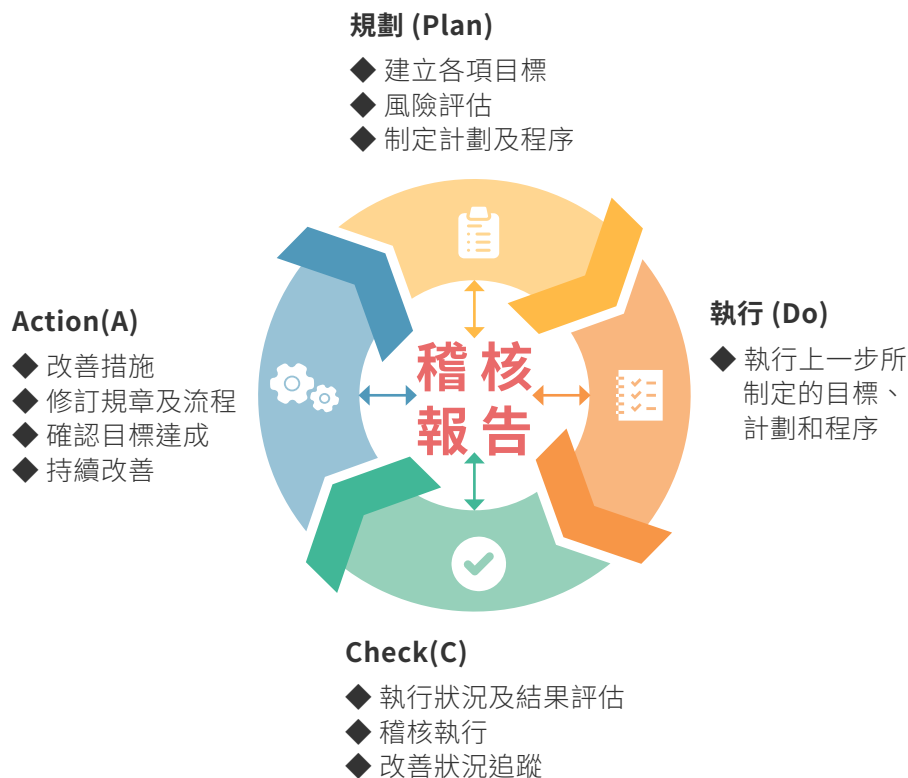 規劃 (Plan)
◆ 建立各項目標
◆ 風險評估
◆ 制定計劃及程序
執行 (Do)
◆ 執行上一步所
制定的目標、
計劃和程序
Check(C)
◆ 執行狀況及結果評估
◆ 稽核執行
◆ 改善狀況追蹤
Action(A)
◆ 改善措施
◆ 修訂規章及流程
◆ 確認目標達成
◆ 持續改善
稽核
報告